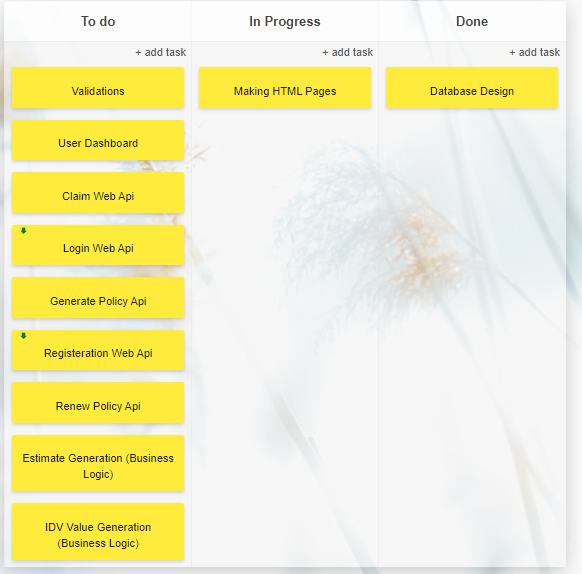 To do
In Progress
Done
+ add task
+ add task
+ add task
Validations
Making HTML Pages
Database Design
User Dashboard
Claim Web Api
Login Web Api
Generate Policy Api
Registeration Web Api
Renew Policy Api
Estimate Generation (Business
Logic)
IDV Value Generation
(Business Logic)